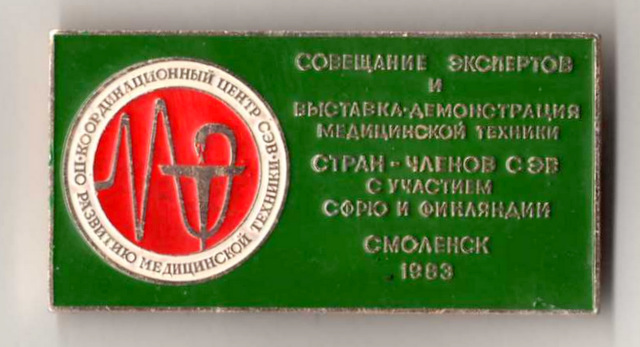 КООРДИНАЦИОННЫЙ ЦЕНТР СЭВ·ПО РАЗВИТИЮ МЕДИЦИНСКОЙ ТЕХНИКИ·
СОВЕЩАНИЕ ЭКСПЕРТОВ
И
ВЫСТАВКА-ДЕМОНСТРАЦИЯ
МЕДИЦИНСКОЙ ТЕХНИКИ
СТРАН - ЧЛЕНОВ СЭВ
С УЧАСТИЕМ
СФРЮ И ФИНЛЯНДИИ
СМОЛЕНСК
1983